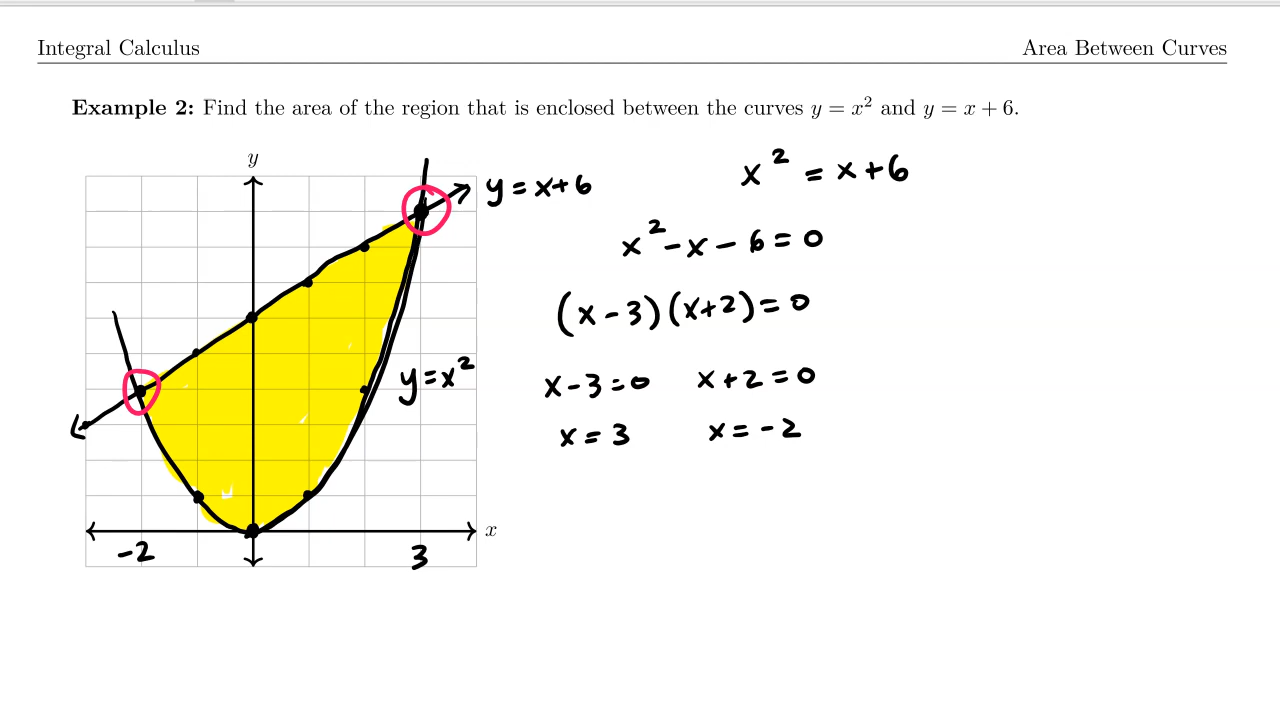 Integral Calculus
Area Between Curves
Example 2: Find the area of the region that is enclosed between the curves y = x² and y = x + 6.
y
y = x+6
x² = x+6
x² - x - 6 = 0
(x - 3)(x+2) = 0
y = x²
x - 3 = 0 x + 2 = 0
x = 3 x = -2
x
-2 3